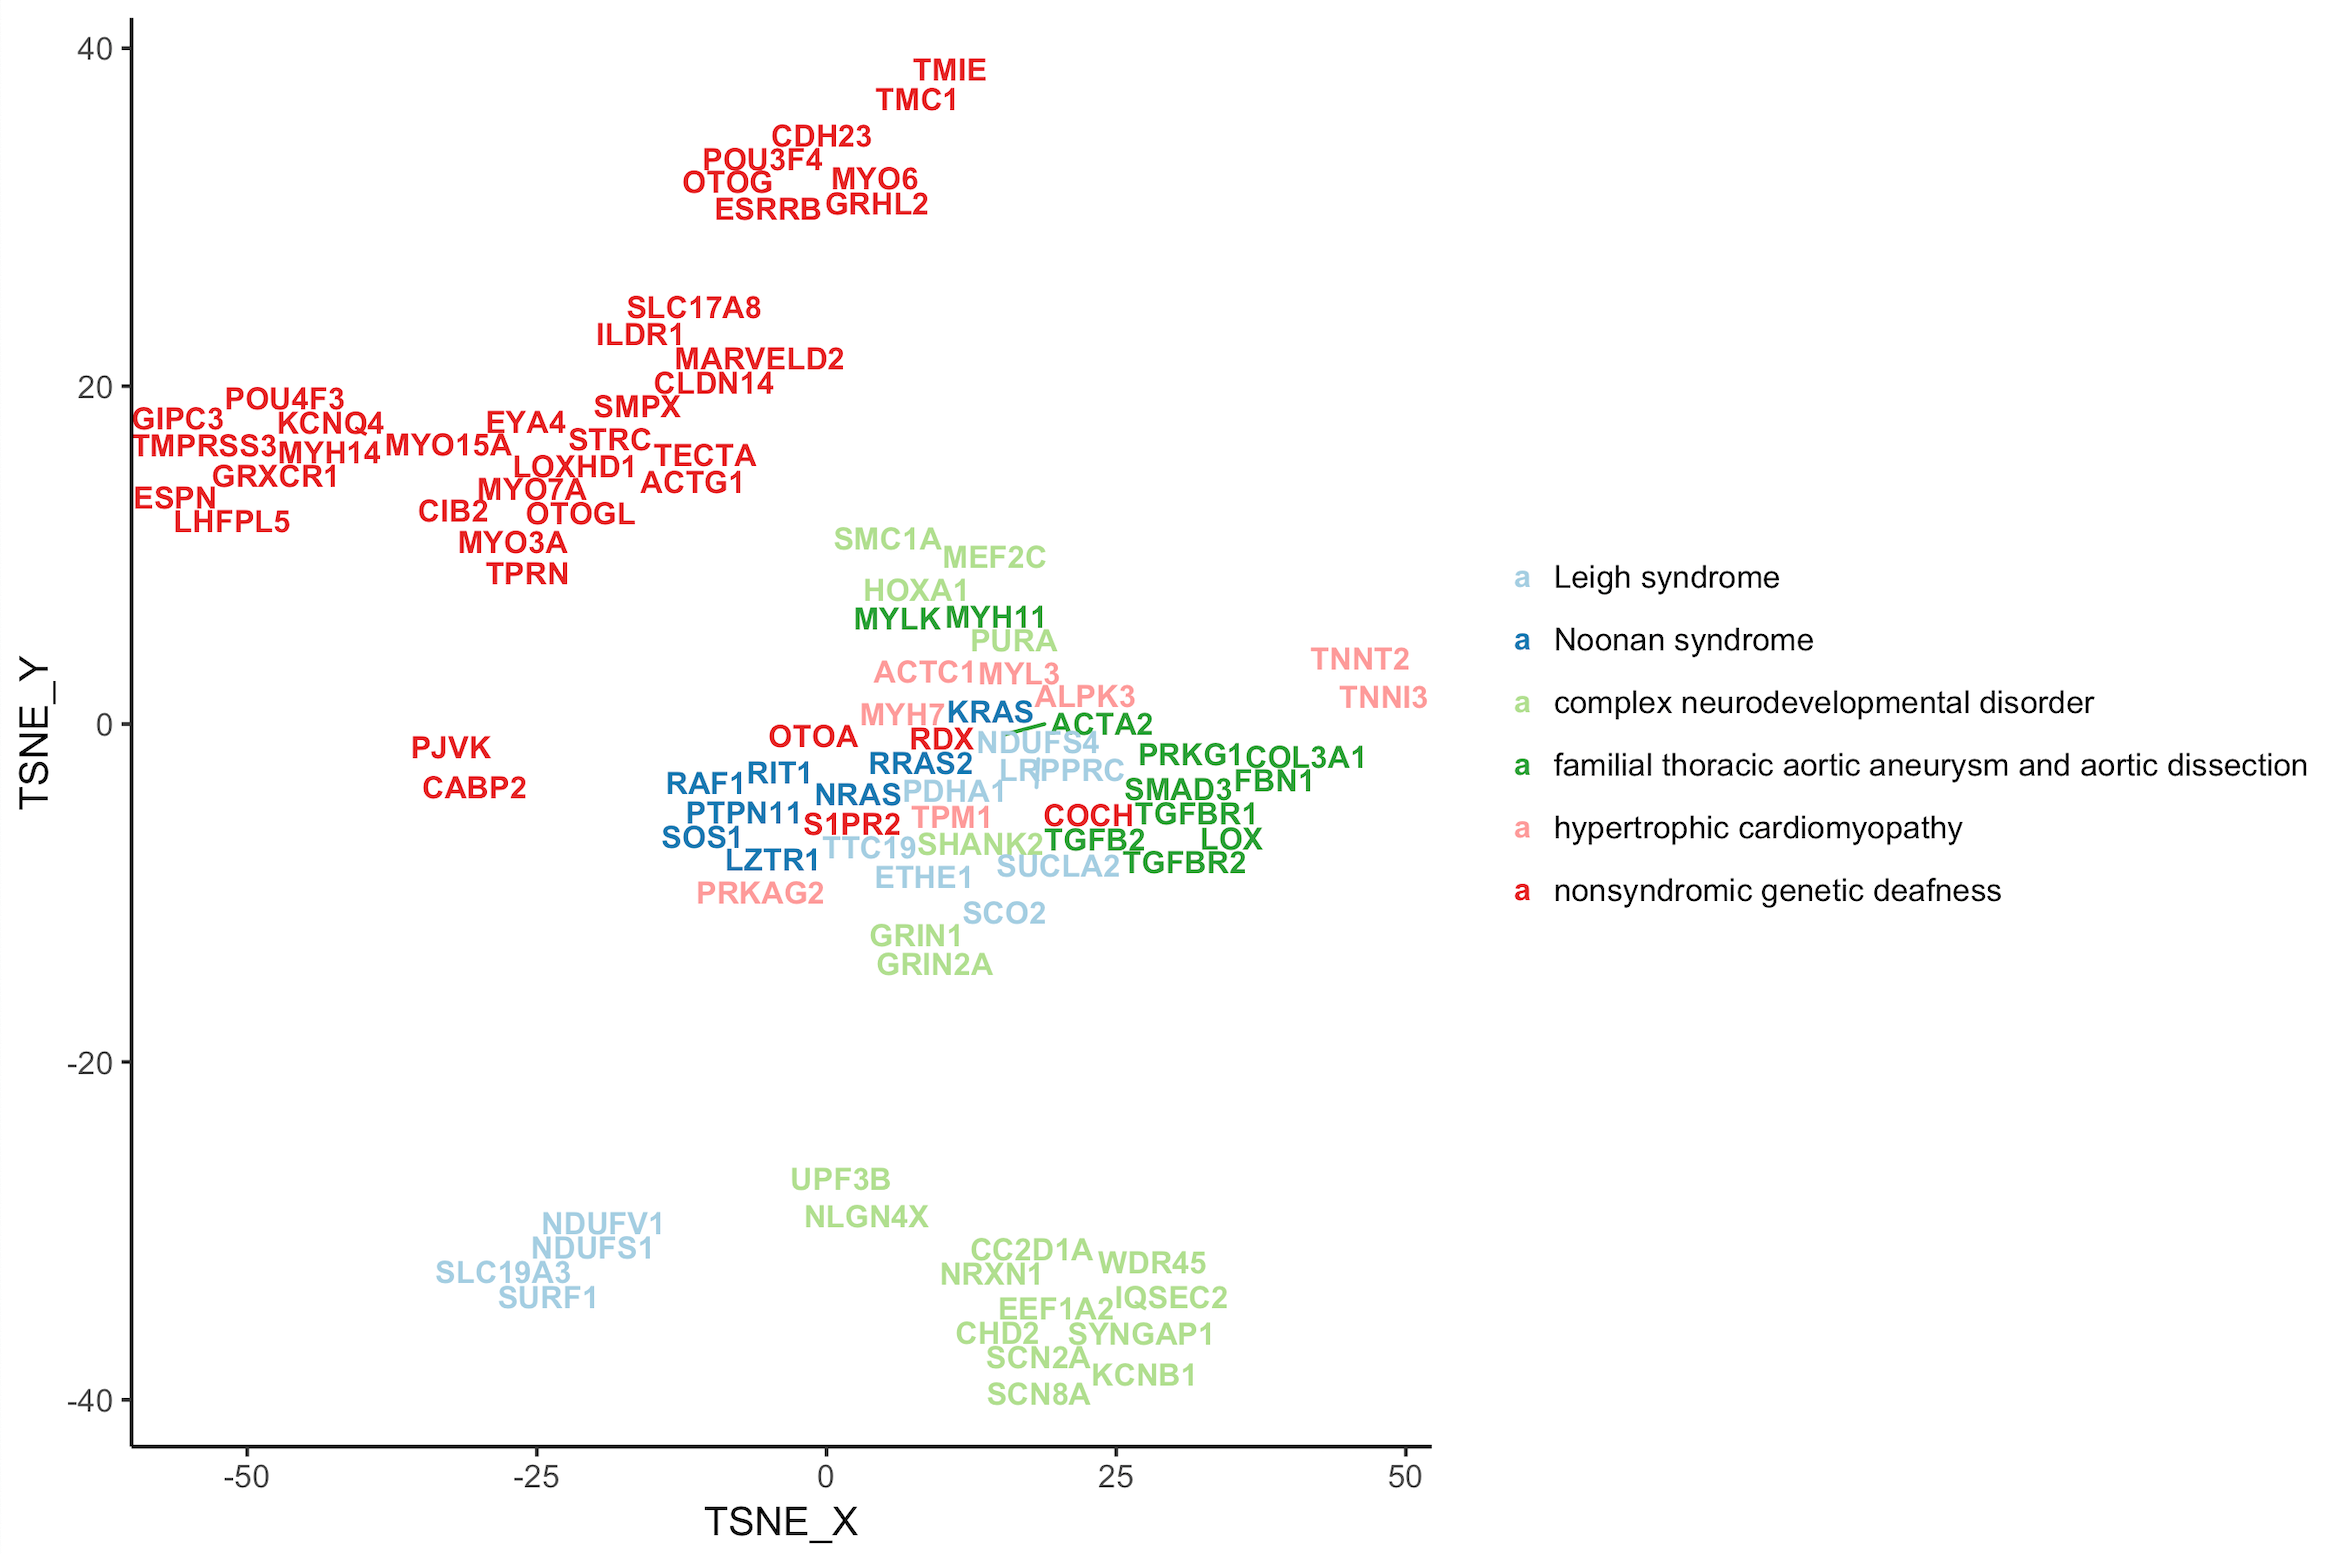 40
TMIE
TMC1
CDH23
POU3F4
OTOG
MYO6
ESRRB
GRHL2
SLC17A8
ILDR1
MARVELD2
20
CLDN14
POU4F3
SMPX
GIPC3
KCNQ4
EYA4
STRC
TMPRSS3
MYH14
MYO15A
TECTA
LOXHD1
GRXCR1
ACTG1
ESPN
MYO7A
CIB2
OTOGL
LHFPL5
MYO3A
TPRN
SMC1A
MEF2C
HOXA1
MYLK
MYH11
PURA
ACTC1
MYL3
TNNT2
ALPK3
TNNI3
MYH7
KRAS
0
ACTA2
OTOA
RDX
NDUFS4
PJVK
PRKG1
COL3A1
RRAS2
LRPPRC
RIT1
RAF1
FBN1
CABP2
NRAS
PDHA1
SMAD3
PTPN11
S1PR2
TPM1
COCH
TGFBR1
SOS1
TTC19
SHANK2
TGFB2
LOX
LZTR1
SUCLA2
TGFBR2
ETHE1
PRKAG2
SCO2
GRIN1
GRIN2A
-20
UPF3B
NLGN4X
NDUFV1
NDUFS1
SLC19A3
SURF1
CC2D1A
WDR45
NRXN1
IQSEC2
EEF1A2
CHD2
SYNGAP1
SCN2A
KCNB1
SCN8A
-40
-50
-25
0
25
50
TSNE_X
TSNE_Y
a Leigh syndrome
a Noonan syndrome
a complex neurodevelopmental disorder
a familial thoracic aortic aneurysm and aortic dissection
a hypertrophic cardiomyopathy
a nonsyndromic genetic deafness